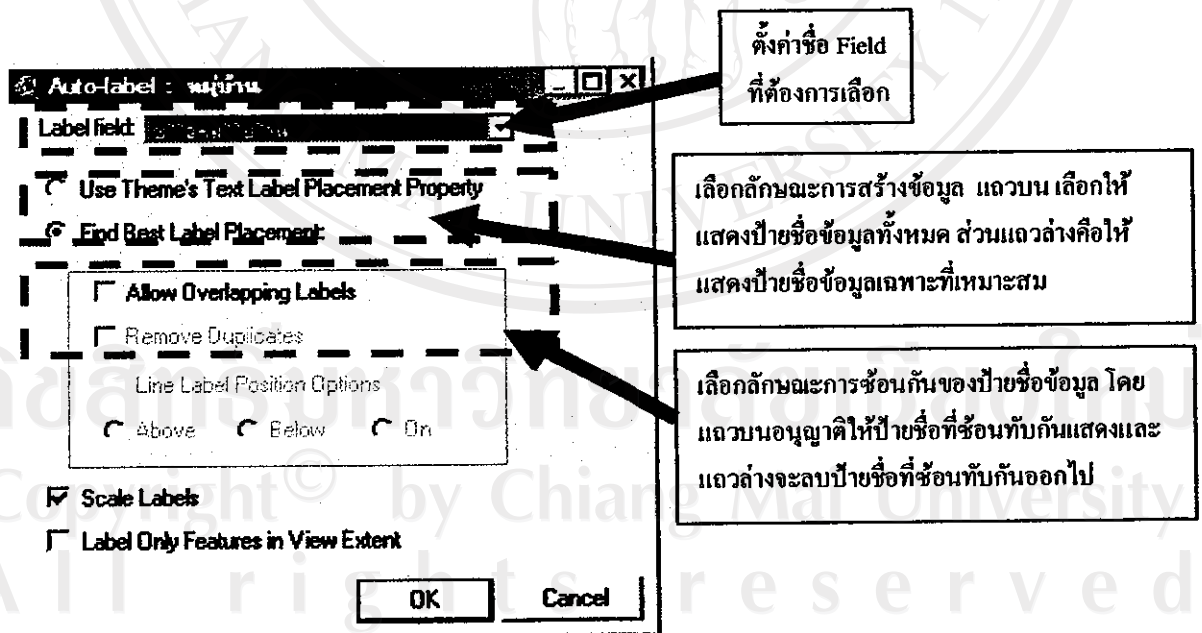 ตั้งค่าชื่อ Field
ที่ต้องการเลือก
Auto-label : หมู่บ้าน
Label field:
Use Theme's Text Label Placement Property
Find Best Label Placement:
Allow Overlapping Labels
Remove Duplicates
Line Label Position Options
Above Below On
Scale Labels
Label Only Features in View Extent
OK Cancel
เลือกลักษณะการสร้างข้อมูล แถวบน เลือกให้
แสดงป้ายชื่อข้อมูลทั้งหมด ส่วนแถวล่างคือให้
แสดงป้ายชื่อข้อมูลเฉพาะที่เหมาะสม
เลือกลักษณะการซ้อนกันของป้ายชื่อข้อมูล โดย
แถวบนอนุญาติให้ป้ายชื่อที่ซ้อนทับกันแสดงและ
แถวล่างจะลบป้ายชื่อที่ซ้อนทับกันออกไป
Copyright © by Chiang Mai University
All rights reserved